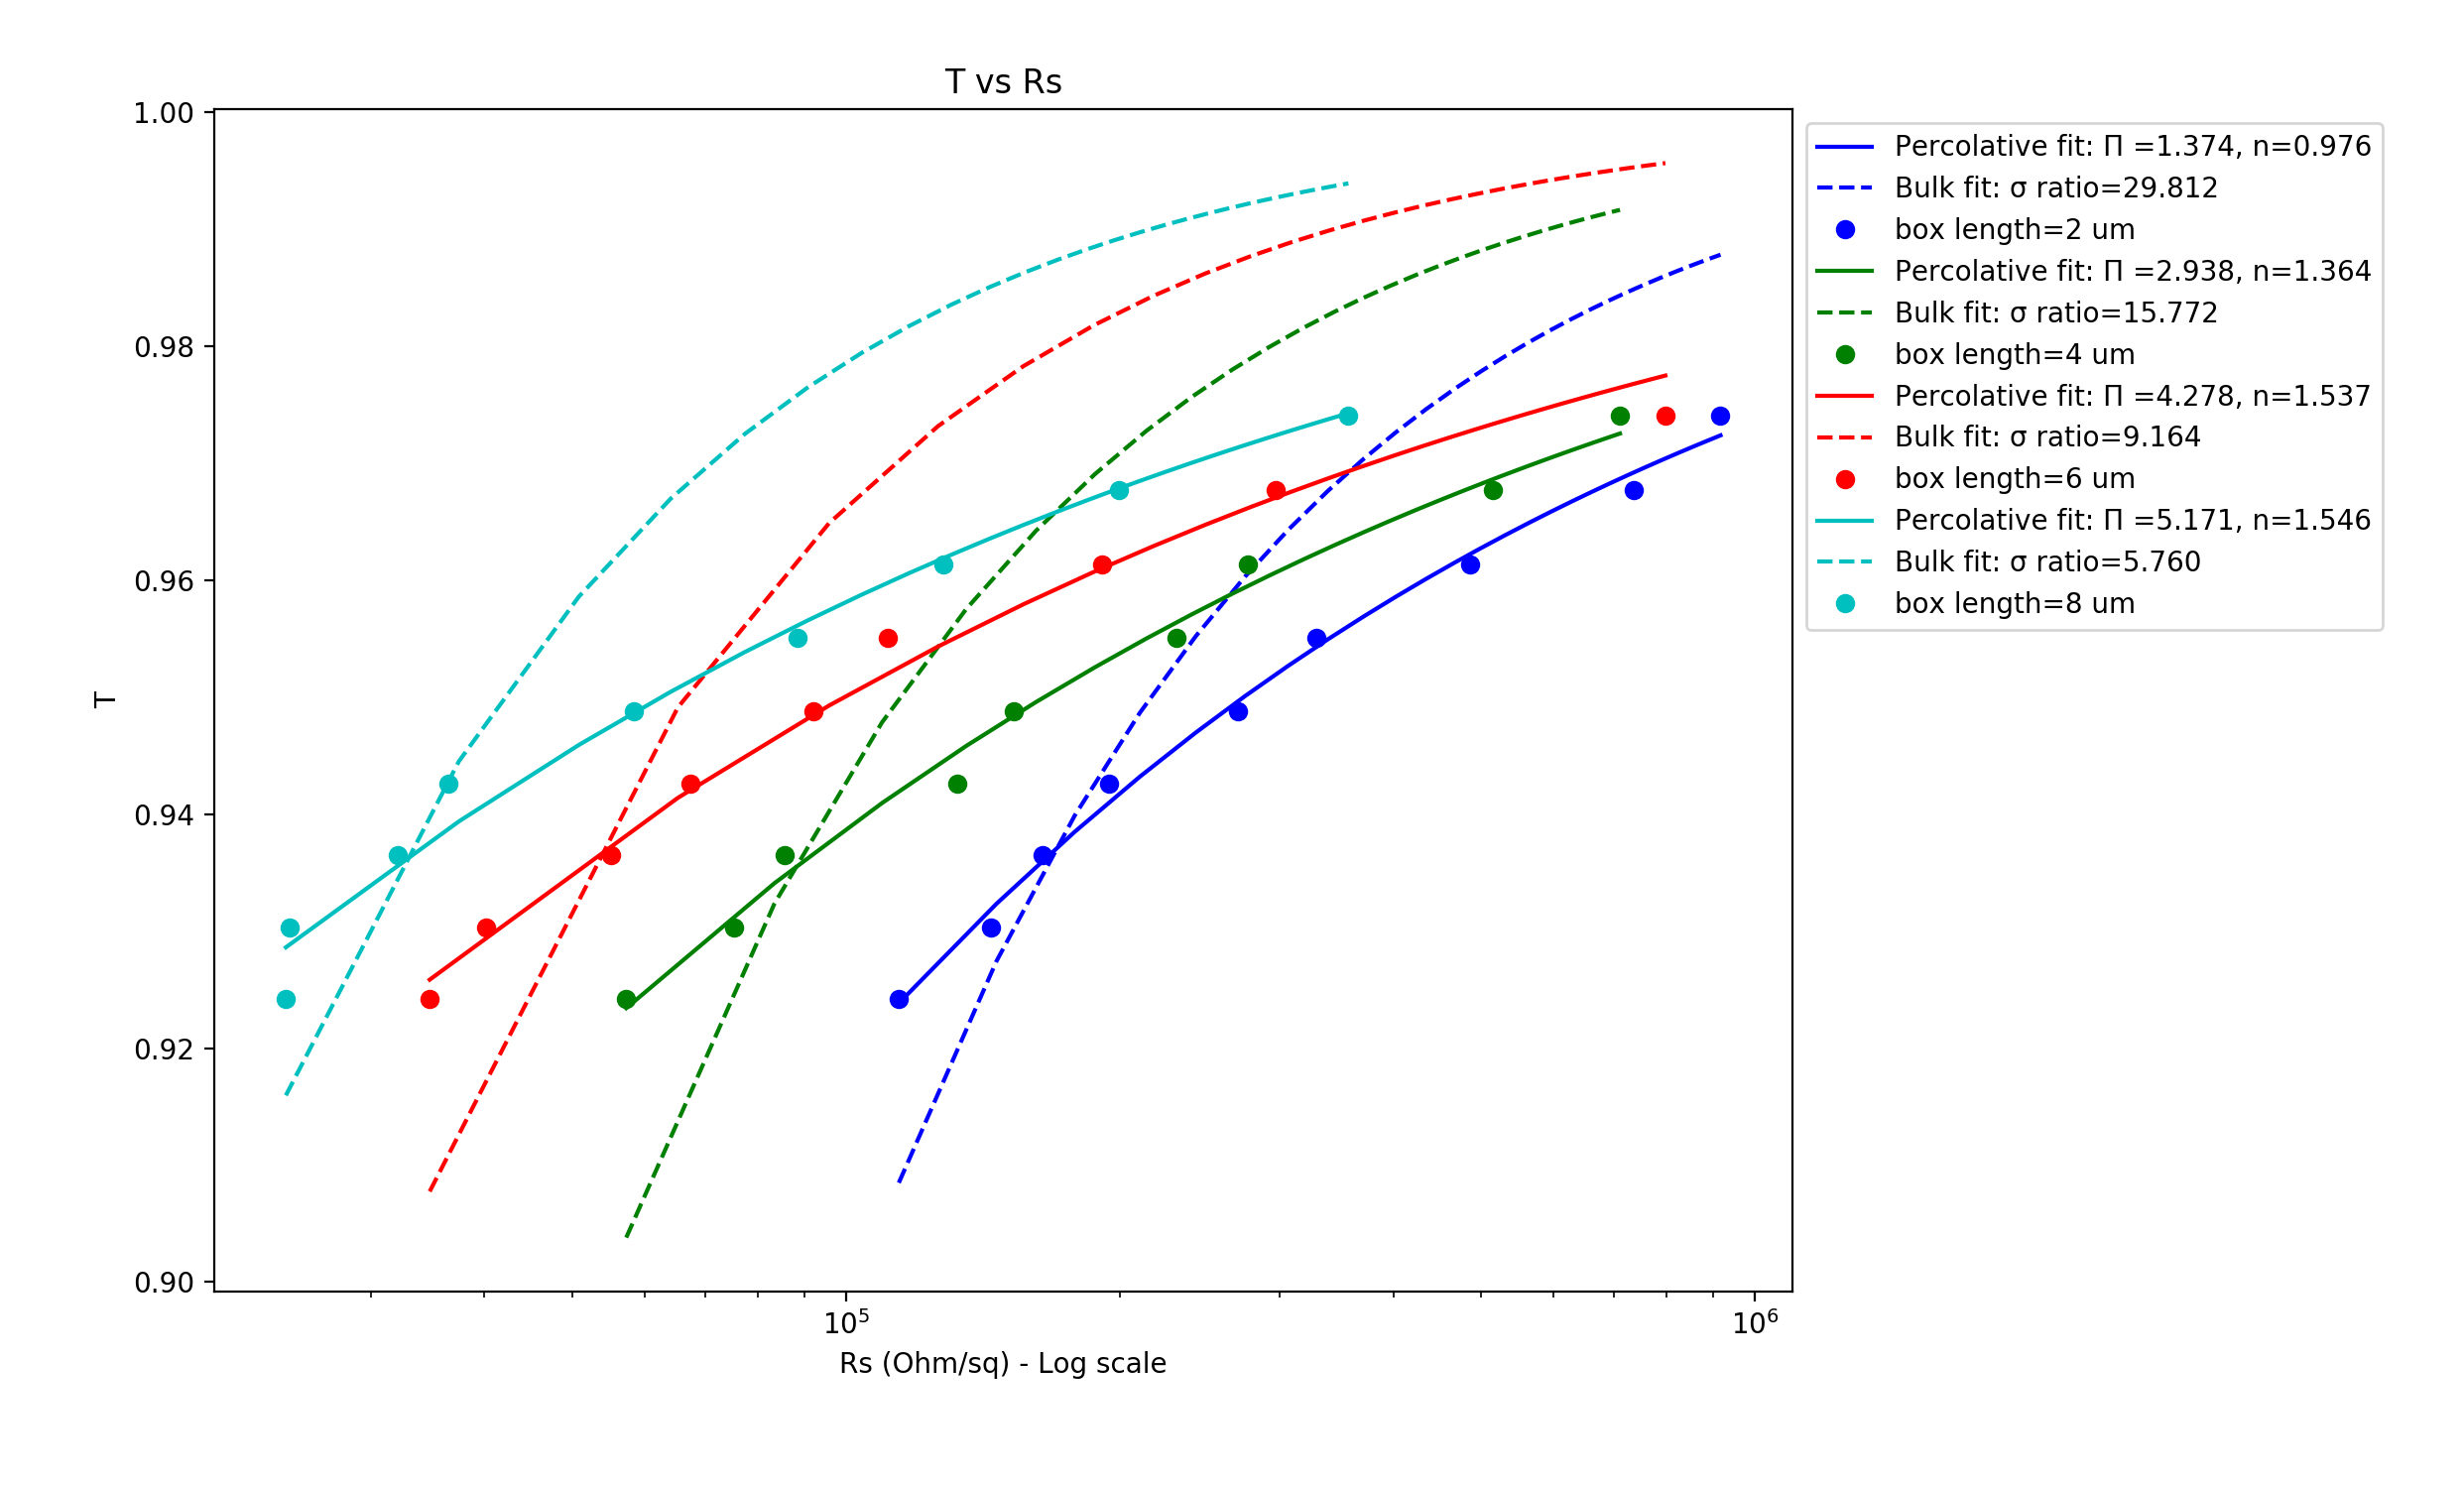 T vs Rs
1.00
0.98
0.96
0.94
0.92
0.90
T
10⁵
10⁶
Rs (Ohm/sq) - Log scale
Percolative fit: Π =1.374, n=0.976
Bulk fit: σ ratio=29.812
box length=2 um
Percolative fit: Π =2.938, n=1.364
Bulk fit: σ ratio=15.772
box length=4 um
Percolative fit: Π =4.278, n=1.537
Bulk fit: σ ratio=9.164
box length=6 um
Percolative fit: Π =5.171, n=1.546
Bulk fit: σ ratio=5.760
box length=8 um